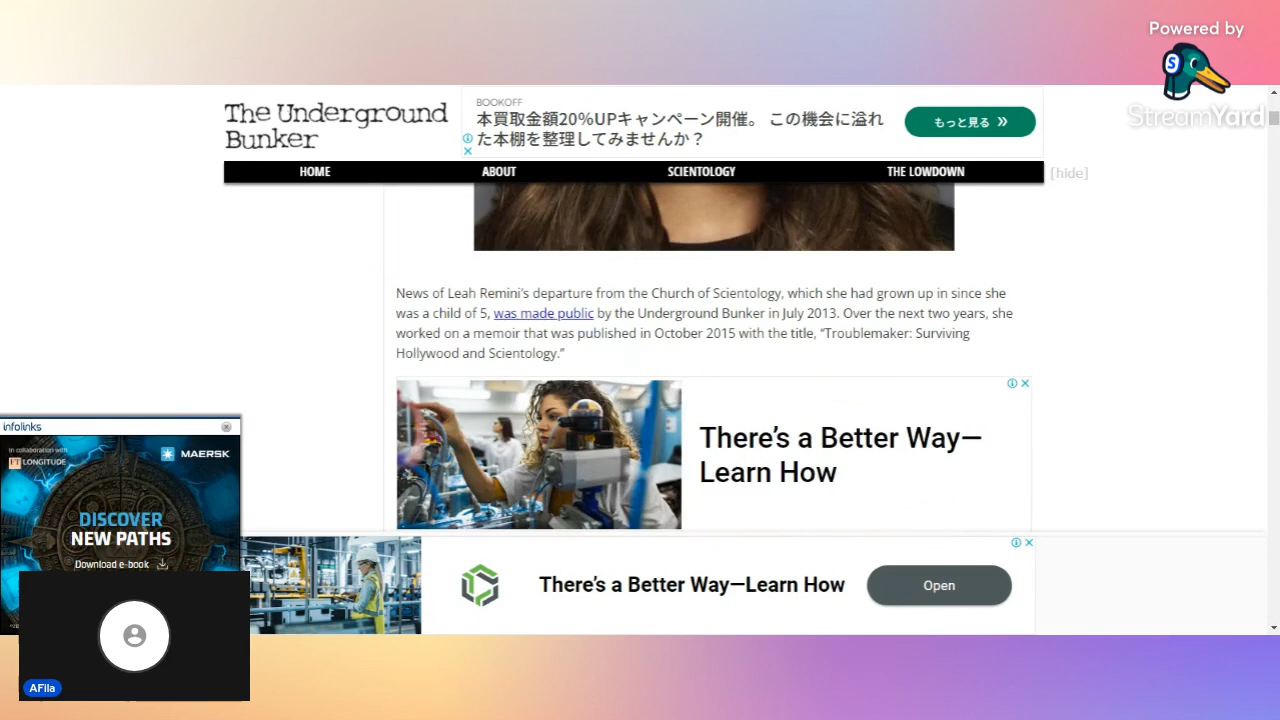 Powered by
StreamYard
The Underground
Bunker
BOOKOFF
本買取金額20%UPキャンペーン開催。 この機会に溢れ
た本棚を整理してみませんか？
もっと見る
HOME
ABOUT
SCIENTOLOGY
THE LOWDOWN
[hide]
News of Leah Remini's departure from the Church of Scientology, which she had grown up in since she
was a child of 5, was made public by the Underground Bunker in July 2013. Over the next two years, she
worked on a memoir that was published in October 2015 with the title, “Troublemaker: Surviving
Hollywood and Scientology.”
There's a Better Way—
Learn How
infolinks
In collaboration with
FT LONGITUDE
MAERSK
DISCOVER
NEW PATHS
Download e-book
There's a Better Way—Learn How
Open
AFila